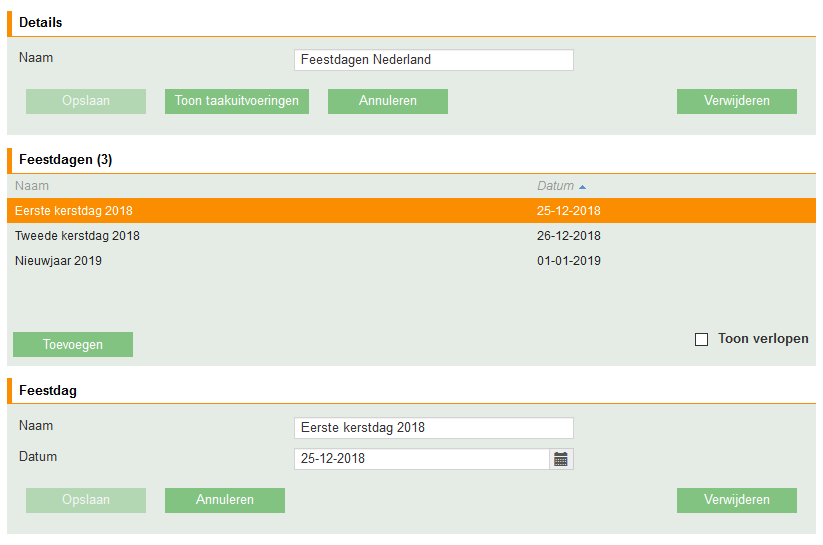 Details
Naam Feestdagen Nederland
Opslaan Toon taakuitvoeringen Annuleren Verwijderen
Feestdagen (3)
Naam Datum
Eerste kerstdag 2018 25-12-2018
Tweede kerstdag 2018 26-12-2018
Nieuwjaar 2019 01-01-2019
Toevoegen Toon verlopen
Feestdag
Naam Eerste kerstdag 2018
Datum 25-12-2018
Opslaan Annuleren Verwijderen